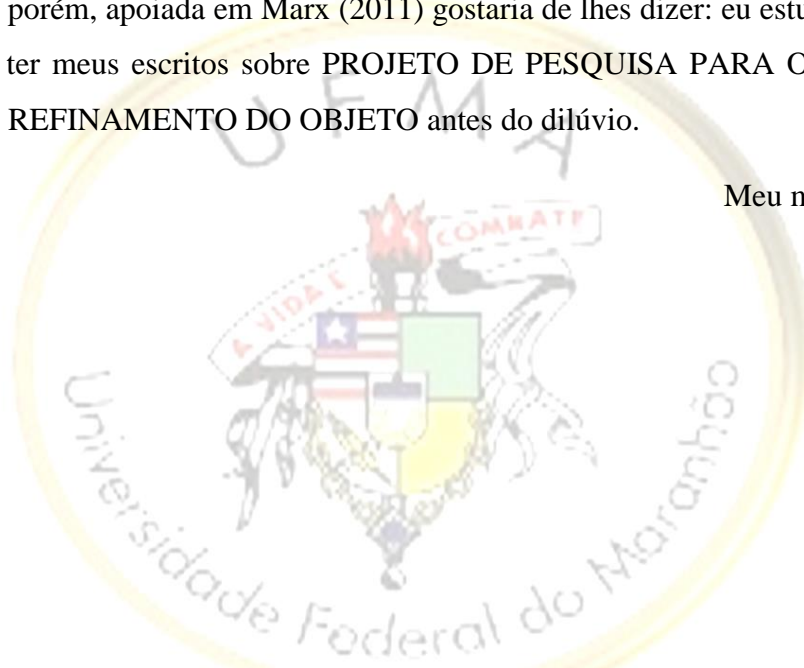 porém, apoiada em Marx (2011) gostaria de lhes dizer: eu estu
ter meus escritos sobre PROJETO DE PESQUISA PARA O
REFINAMENTO DO OBJETO antes do dilúvio.
Meu n
UFMA
COMBATE
A VIDA É
Universidade Federal do Maranhão